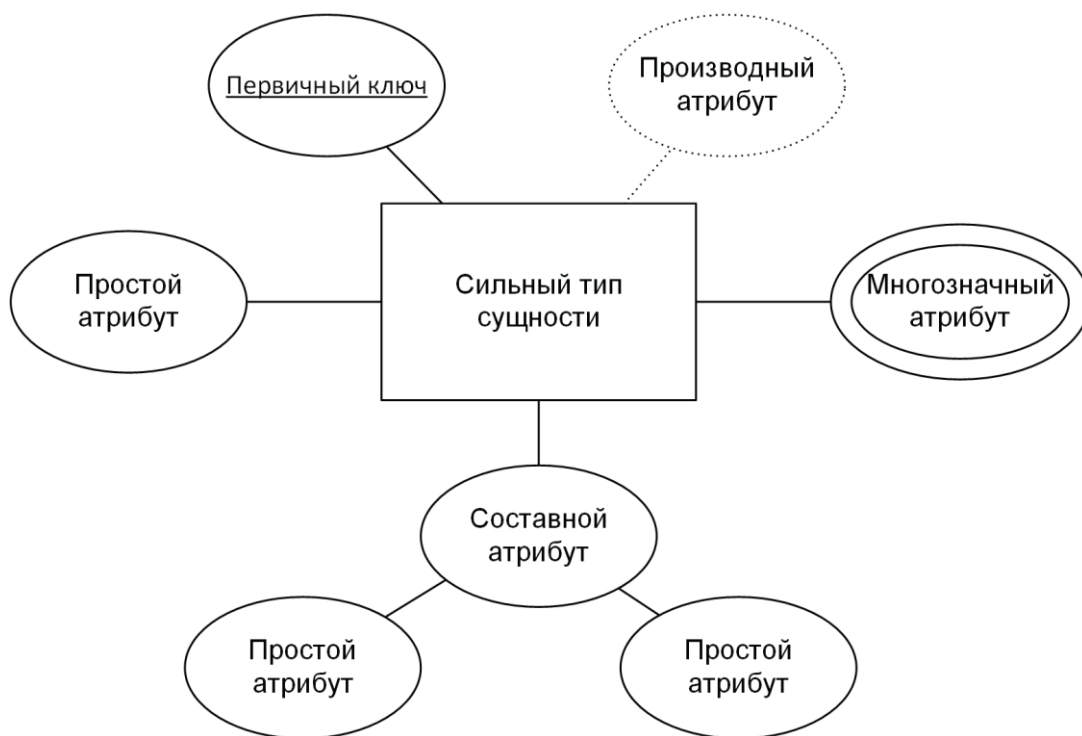 Первичный ключ
Производный
атрибут
Простой
атрибут
Сильный тип
сущности
Многозначный
атрибут
Составной
атрибут
Простой
атрибут
Простой
атрибут